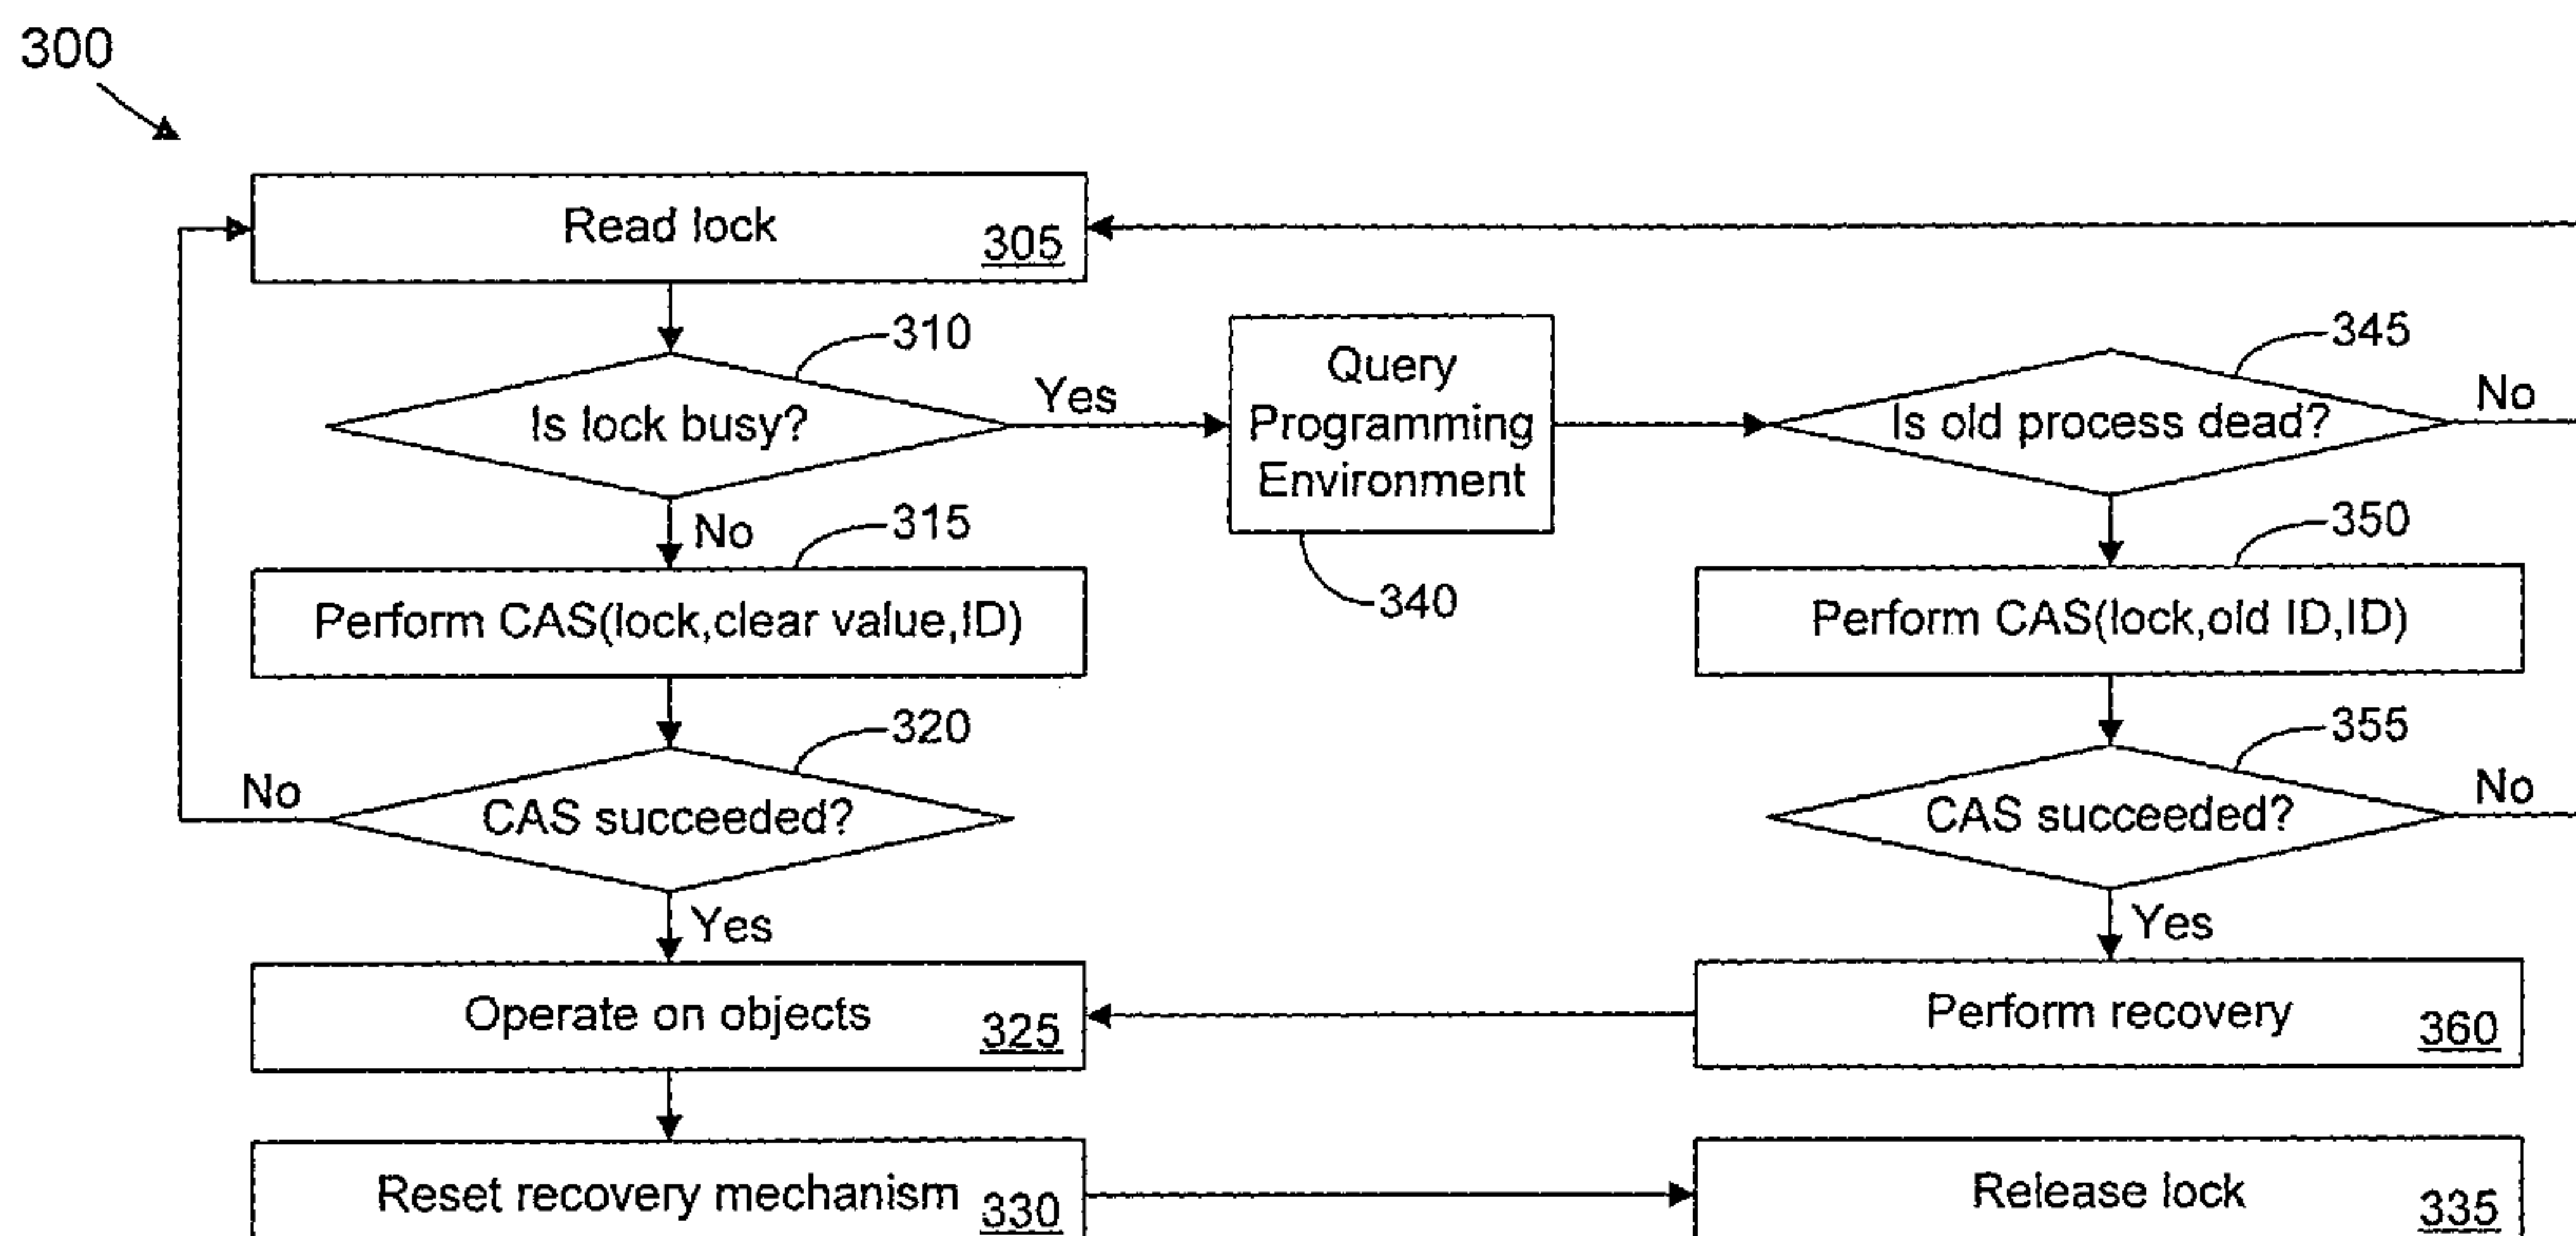 300
Read lock
305
310
Is lock busy?
Yes
Query
Programming
Environment
340
345
Is old process dead?
No
No
315
Perform CAS(lock,clear value,ID)
350
Perform CAS(lock,old ID,ID)
320
CAS succeeded?
No
355
CAS succeeded?
No
Yes
Yes
Operate on objects
325
Perform recovery
360
Reset recovery mechanism
330
Release lock
335